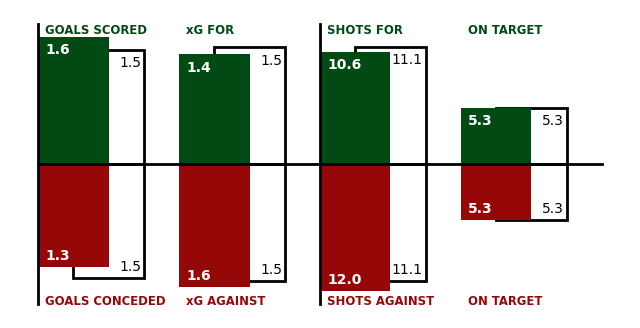 GOALS SCORED xG FOR SHOTS FOR ON TARGET
1.6 1.5 1.4 1.5 10.6 11.1 5.3 5.3
1.3 1.5 1.6 1.5 12.0 11.1 5.3 5.3
GOALS CONCEDED xG AGAINST SHOTS AGAINST ON TARGET